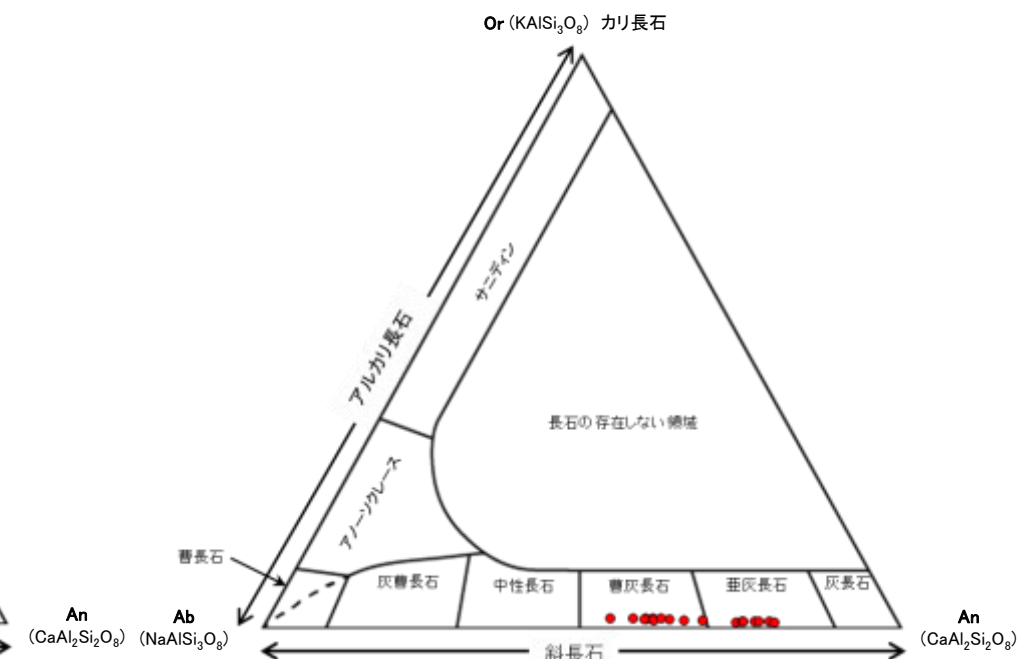 Or (KAlSi₃O₈) カリ長石
サニディン
アルカリ長石
長石の存在しない領域
アノーソクレース
曹長石
灰曹長石
中性長石
曹灰長石
亜灰長石
灰長石
An
(CaAl₂Si₂O₈)
Ab
(NaAlSi₃O₈)
An
(CaAl₂Si₂O₈)
斜長石